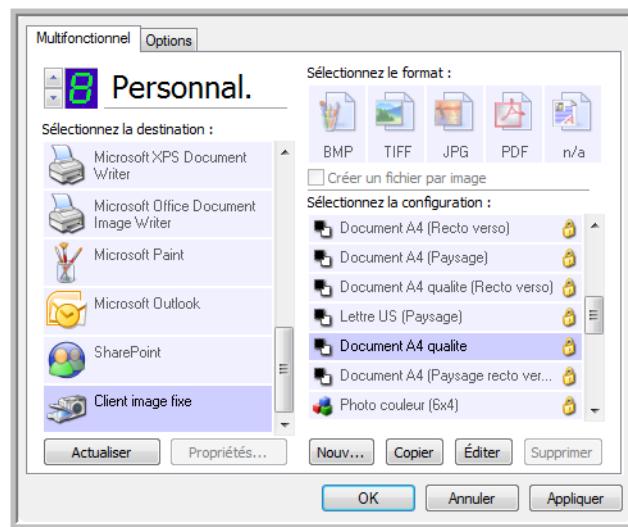 Multifonctionnel Options
8 Personnal.
Sélectionnez la destination :
Microsoft XPS Document
Writer
Microsoft Office Document
Image Writer
Microsoft Paint
Microsoft Outlook
SharePoint
Client image fixe
Actualiser Propriétés...
Sélectionnez le format :
BMP TIFF JPG PDF n/a
Créer un fichier par image
Sélectionnez la configuration :
Document A4 (Recto verso)
Document A4 (Paysage)
Document A4 qualite (Recto verso)
Lettre US (Paysage)
Document A4 qualite
Document A4 (Paysage recto ver...
Photo couleur (6x4)
Nouv... Copier Éditer Supprimer
OK Annuler Appliquer